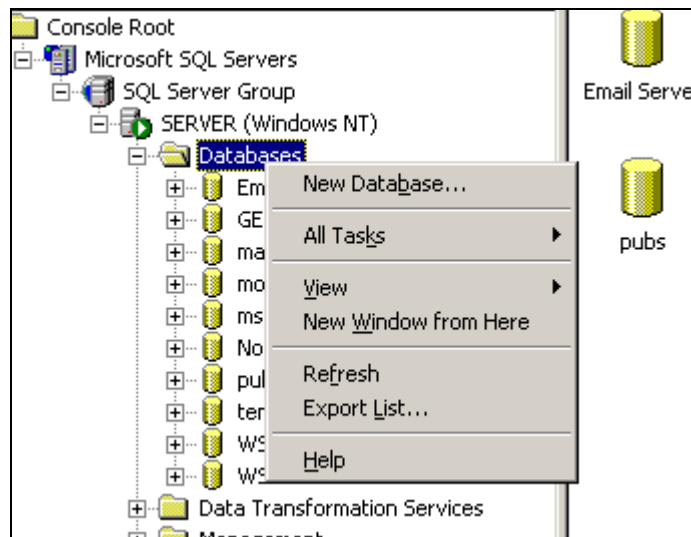 Console Root
Microsoft SQL Servers
SQL Server Group
SERVER (Windows NT)
Databases
Em
GE
ma
mo
ms
No
pul
ter
WS
WS
Data Transformation Services
Management
New Database...
All Tasks
View
New Window from Here
Refresh
Export List...
Help
Email Serve
pubs